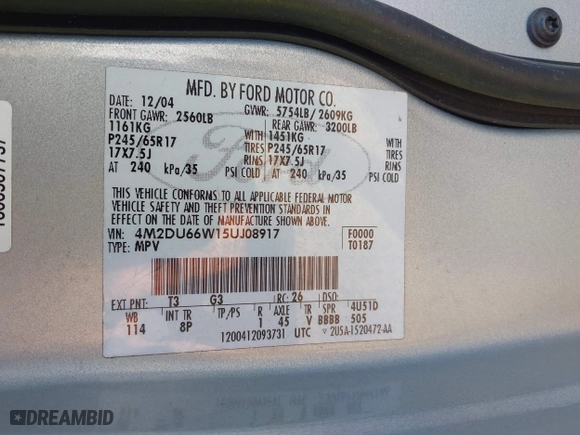 MFD. BY FORD MOTOR CO.
DATE: 12/04 GVWR: 5754LB/2609KG
FRONT GAWR: 2560LB REAR GAWR: 3200LB
1161KG WITH 1451KG WITH
P245/65R17 TIRES P245/65R17 TIRES
17X7.5J RIMS 17X7.5J RIMS
AT 240 kPa/35 PSI COLD AT 240 kPa/35 PSI COLD
THIS VEHICLE CONFORMS TO ALL APPLICABLE FEDERAL MOTOR
VEHICLE SAFETY AND THEFT PREVENTION STANDARDS IN
EFFECT ON THE DATE OF MANUFACTURE SHOWN ABOVE.
VIN: 4M2DU66W15UJ08917 F0000
TYPE: MPV T0187
EXT PNT: T3 G3 RC: 26 DSO:
WB INT TR TP/PS R AXLE TR SPR 4U51D
114 8P 1 45 V BBBB 505
1200412093731 UTC 2U5A-1520472-AA
Ford
DREAMBID